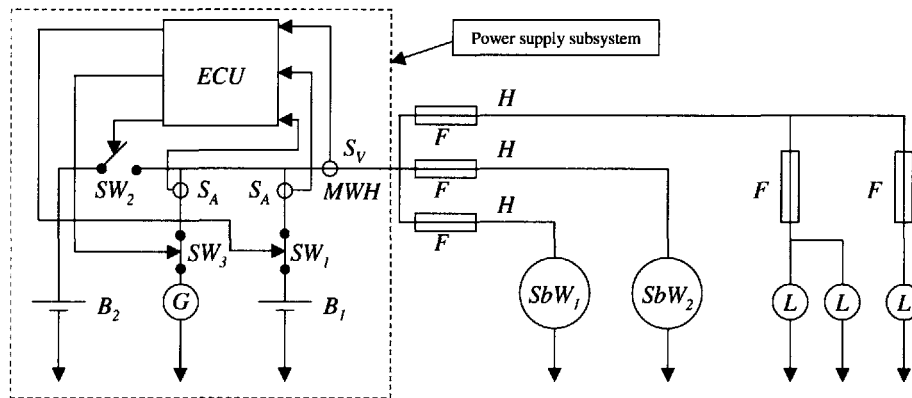 Power supply subsystem
ECU
H
F
S_V
H
SW_2
S_A
S_A
MWH
F
F
F
H
F
SW_3
SW_1
B_2
G
B_1
SbW_1
SbW_2
L
L
L